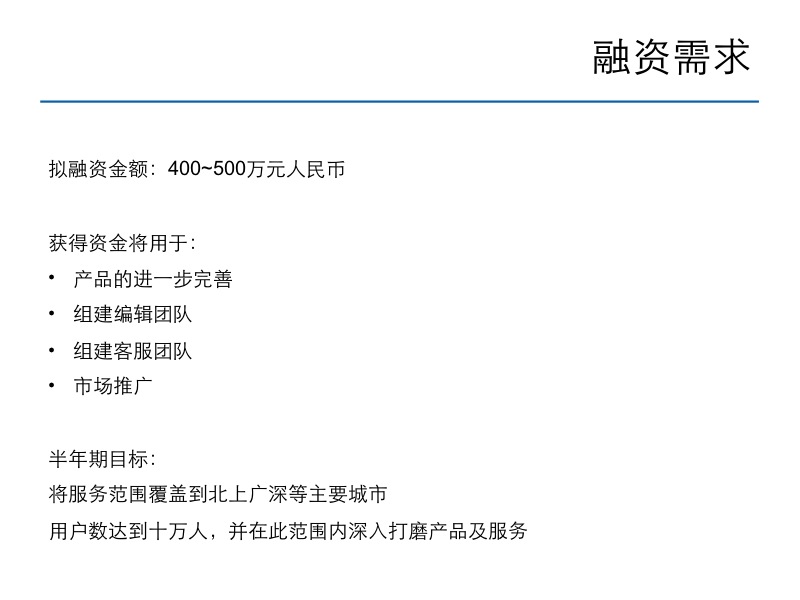 融资需求
拟融资金额：400~500万元人民币
获得资金将用于：
• 产品的进一步完善
• 组建编辑团队
• 组建客服团队
• 市场推广
半年期目标：
将服务范围覆盖到北上广深等主要城市
用户数达到十万人，并在此范围内深入打磨产品及服务